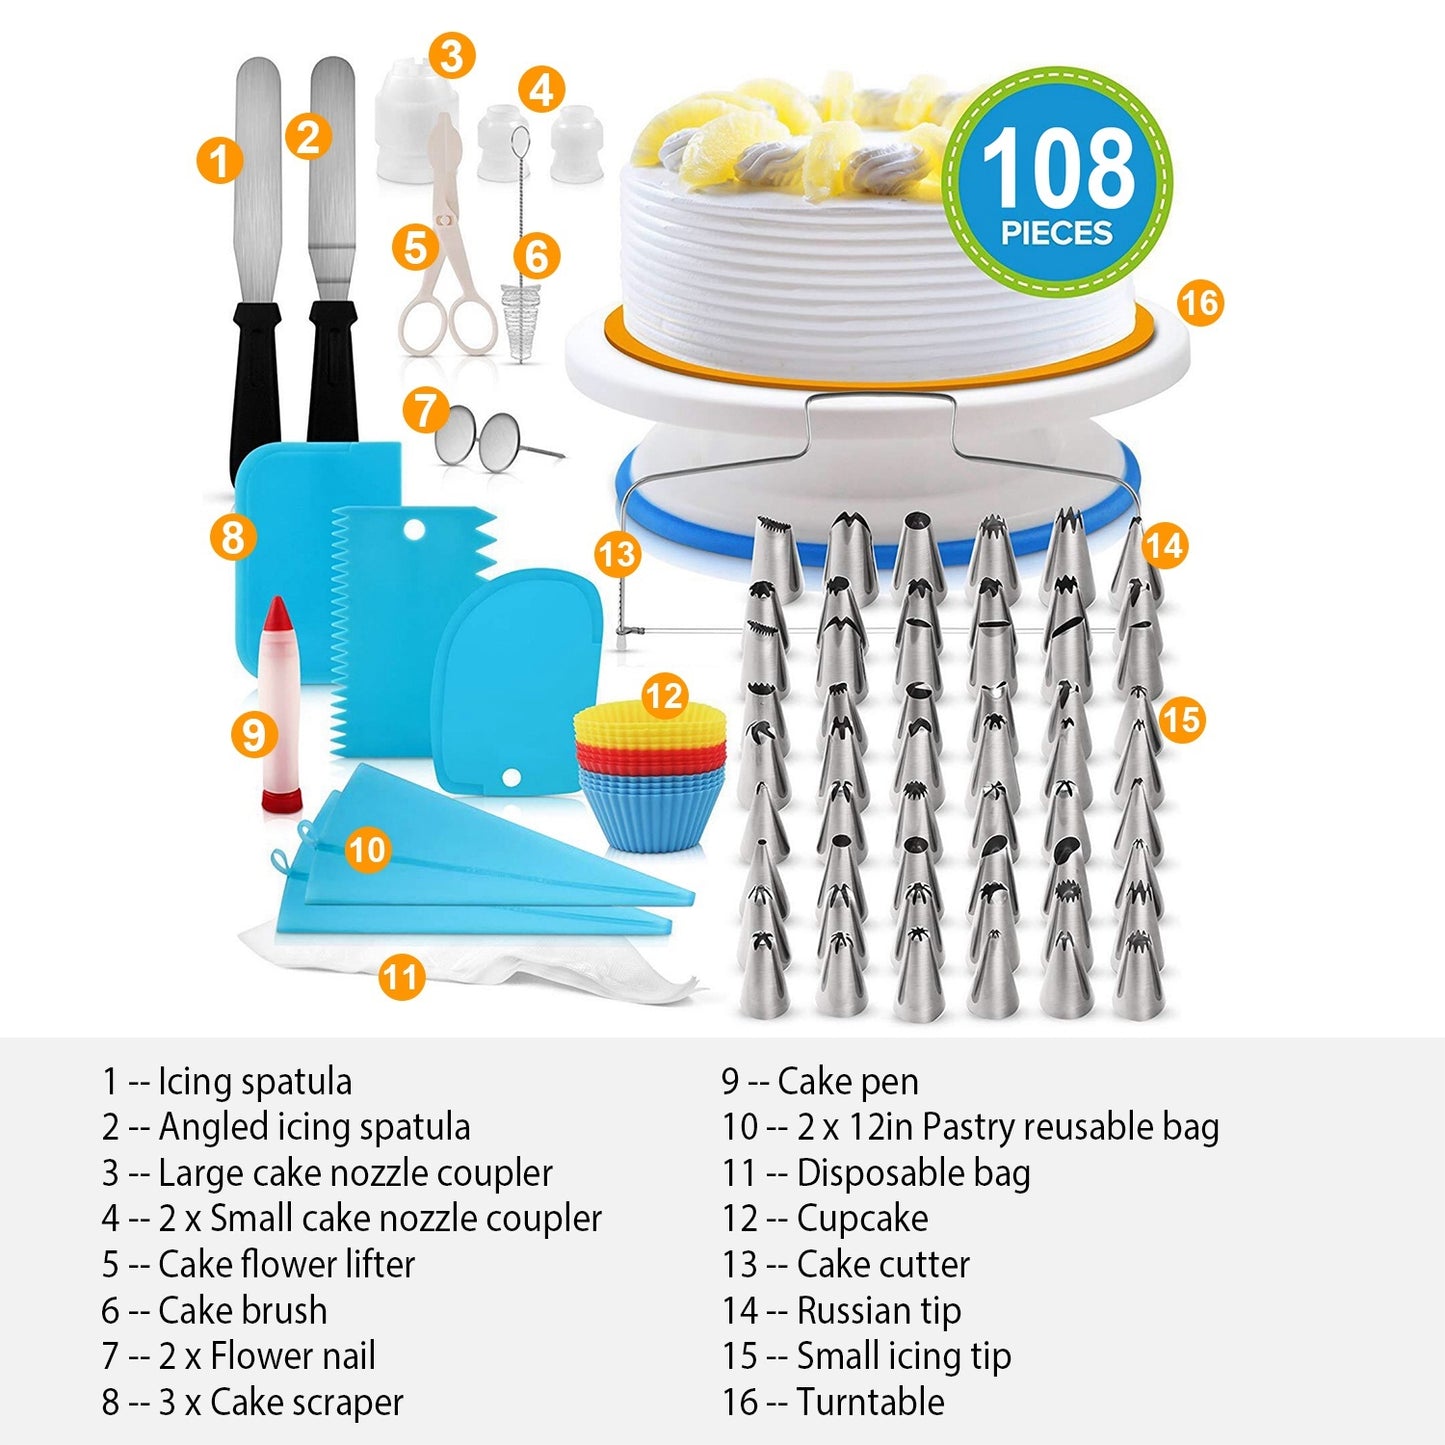 1
2
3
4
5
6
7
8
9
10
11
12
13
14
15
16
108
PIECES
1 -- Icing spatula
2 -- Angled icing spatula
3 -- Large cake nozzle coupler
4 -- 2 x Small cake nozzle coupler
5 -- Cake flower lifter
6 -- Cake brush
7 -- 2 x Flower nail
8 -- 3 x Cake scraper
9 -- Cake pen
10 -- 2 x 12in Pastry reusable bag
11 -- Disposable bag
12 -- Cupcake
13 -- Cake cutter
14 -- Russian tip
15 -- Small icing tip
16 -- Turntable